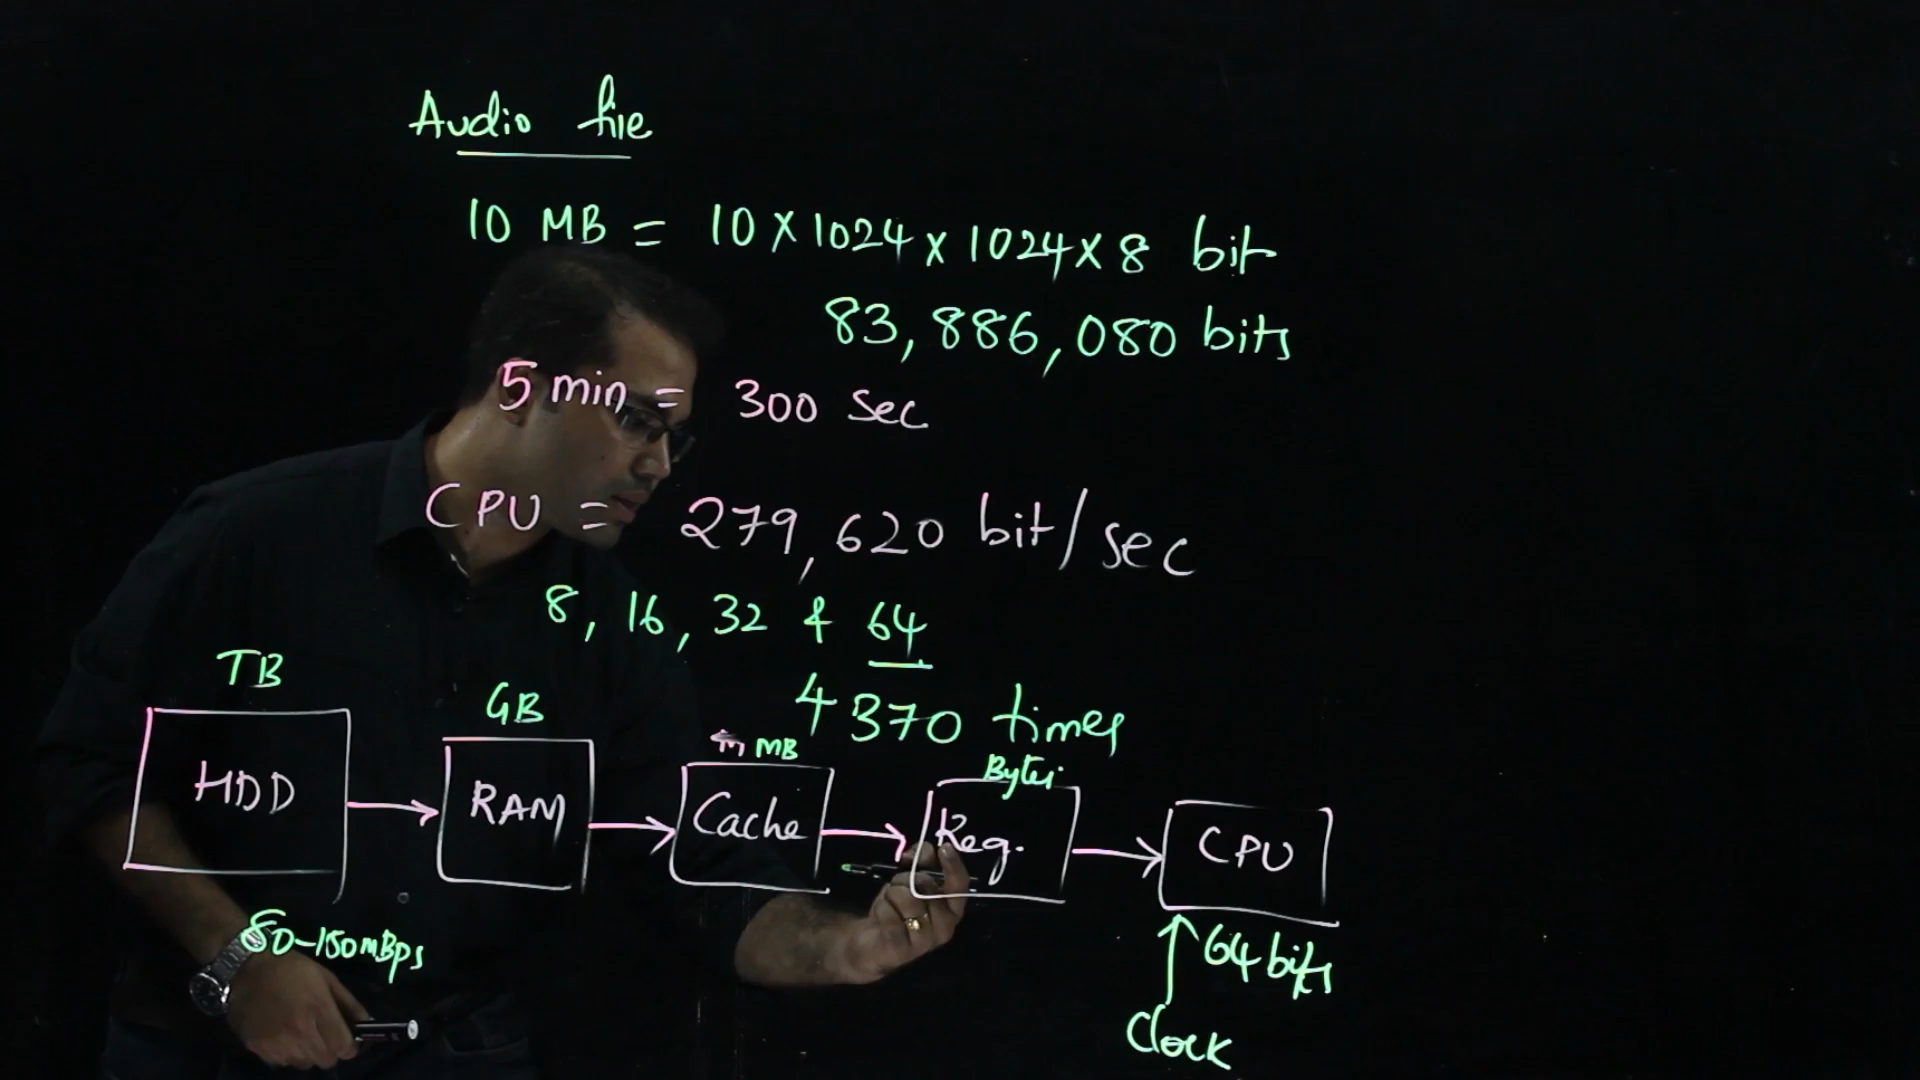 Audio file
10 MB = 10 X 1024 X 1024 X 8 bit
83,886,080 bits
5 min = 300 Sec
CPU = 279,620 bit/sec
8, 16, 32 & 64
4370 times
TB
GB
MB
Bytes
HDD
RAM
Cache
Reg.
CPU
80-150mBps
64 bits
Clock